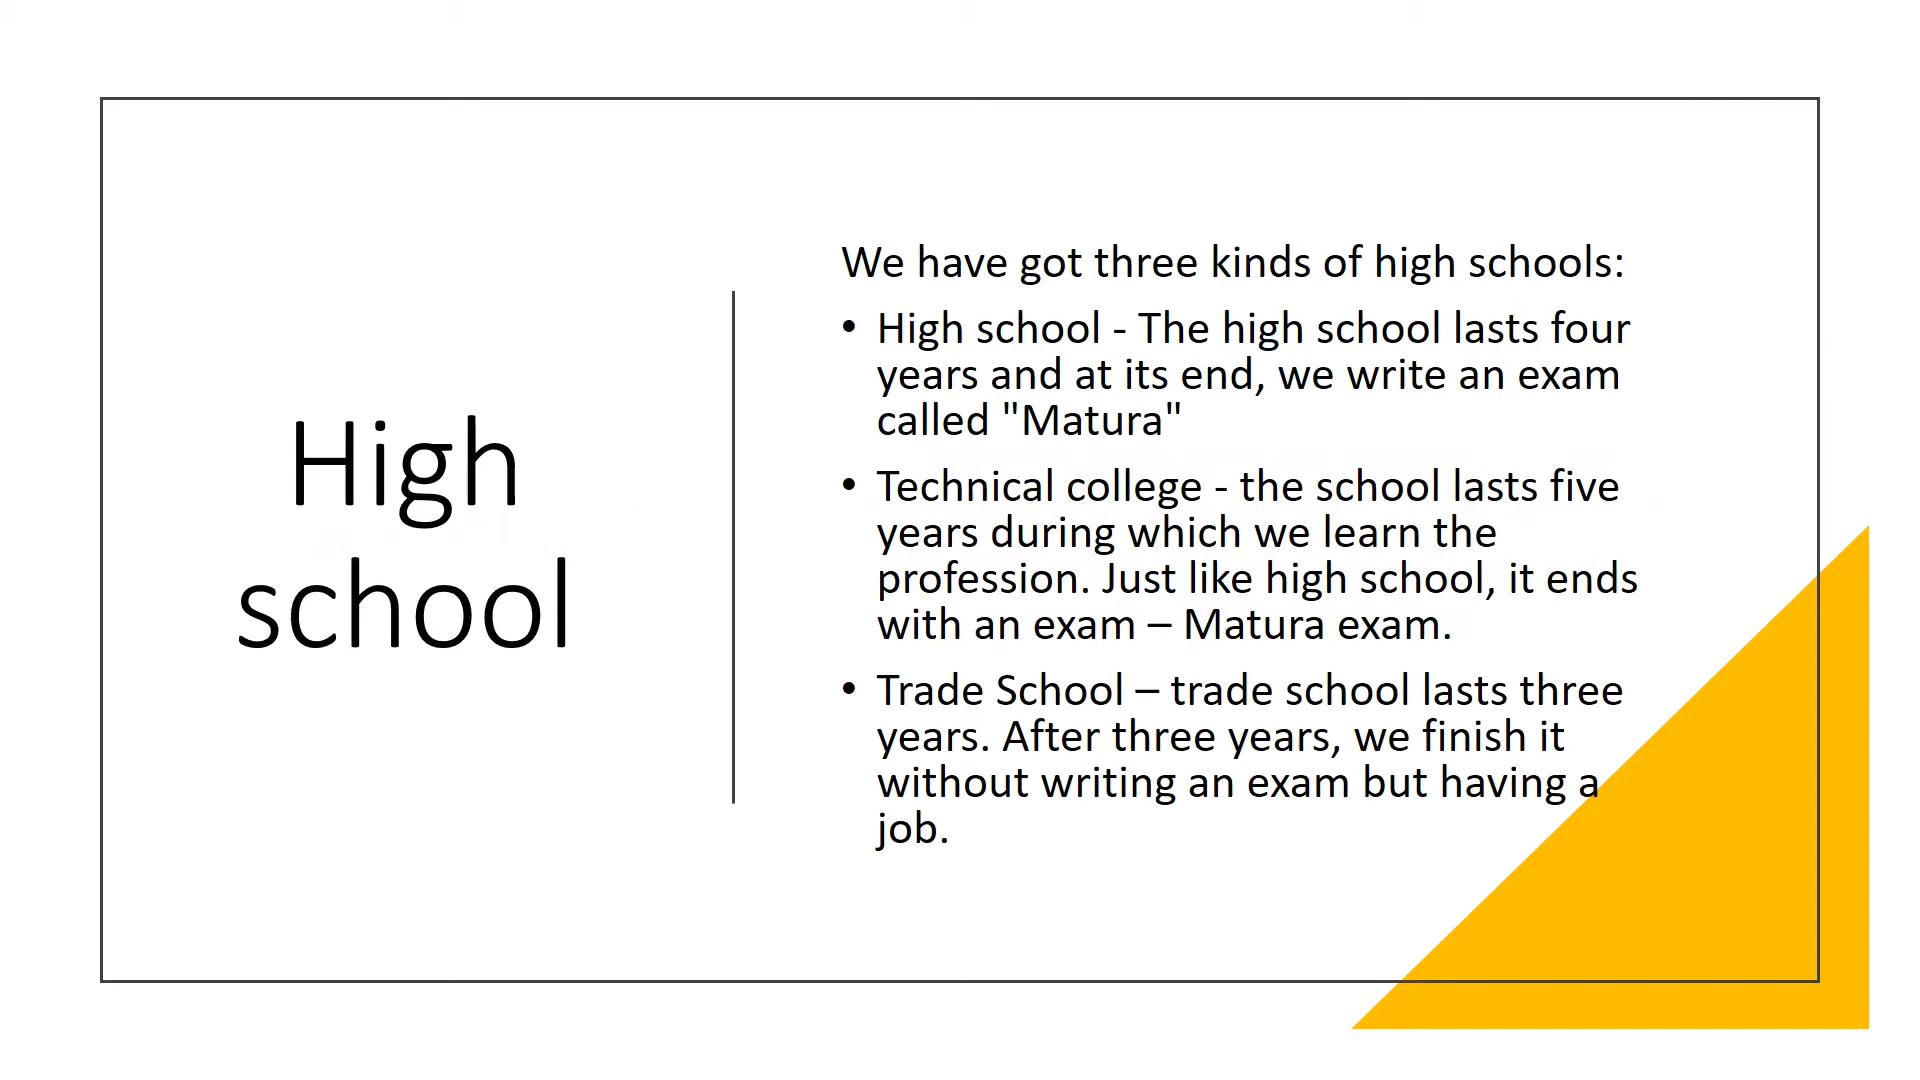 High
school
We have got three kinds of high schools:
• High school - The high school lasts four
years and at its end, we write an exam
called "Matura"
• Technical college - the school lasts five
years during which we learn the
profession. Just like high school, it ends
with an exam – Matura exam.
• Trade School – trade school lasts three
years. After three years, we finish it
without writing an exam but having a
job.